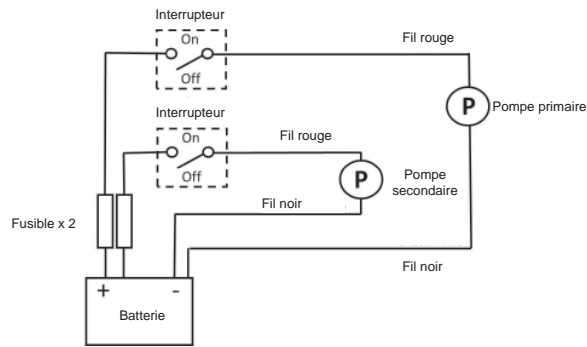 Interrupteur
On
Off
Fil rouge
P
Pompe primaire
Interrupteur
On
Off
Fil rouge
P
Pompe
secondaire
Fil noir
Fusible x 2
Fil noir
+
-
Batterie